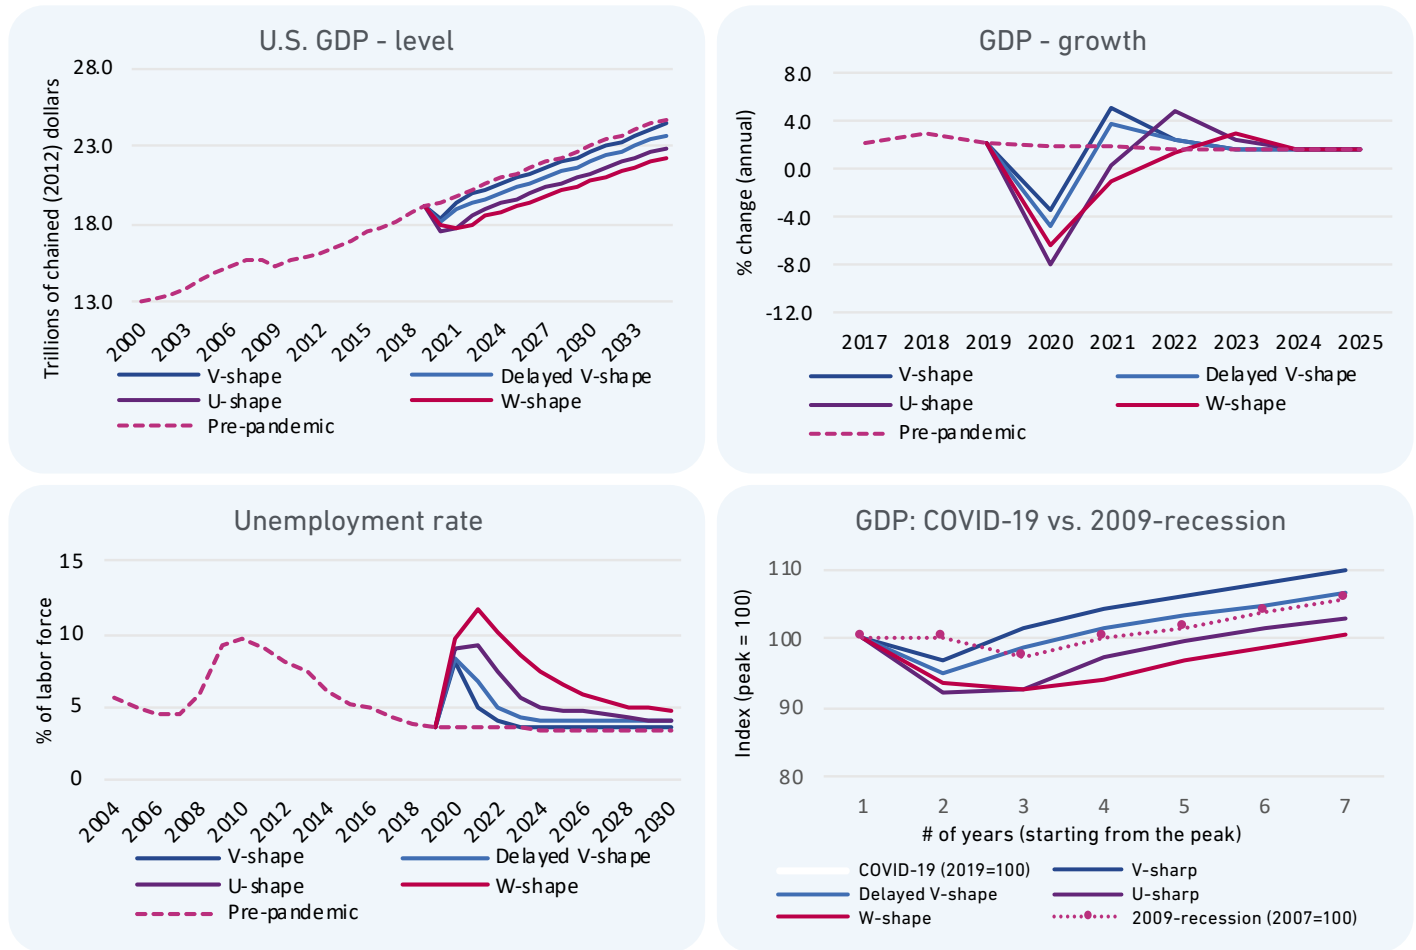 U.S. GDP - level
Trillions of chained (2012) dollars
28.0
23.0
18.0
13.0
2000 2003 2006 2009 2012 2015 2018 2021 2024 2027 2030 2033
V-shape Delayed V-shape
U-shape W-shape
Pre-pandemic
GDP - growth
% change (annual)
8.0
4.0
0.0
-4.0
-8.0
-12.0
2017 2018 2019 2020 2021 2022 2023 2024 2025
V-shape Delayed V-shape
U-shape W-shape
Pre-pandemic
Unemployment rate
% of labor force
15
10
5
0
2004 2006 2008 2010 2012 2014 2016 2018 2020 2022 2024 2026 2028 2030
V-shape Delayed V-shape
U-shape W-shape
Pre-pandemic
GDP: COVID-19 vs. 2009-recession
Index (peak = 100)
110
100
90
80
1 2 3 4 5 6 7
# of years (starting from the peak)
COVID-19 (2019=100) V-sharp
Delayed V-shape U-sharp
W-shape 2009-recession (2007=100)